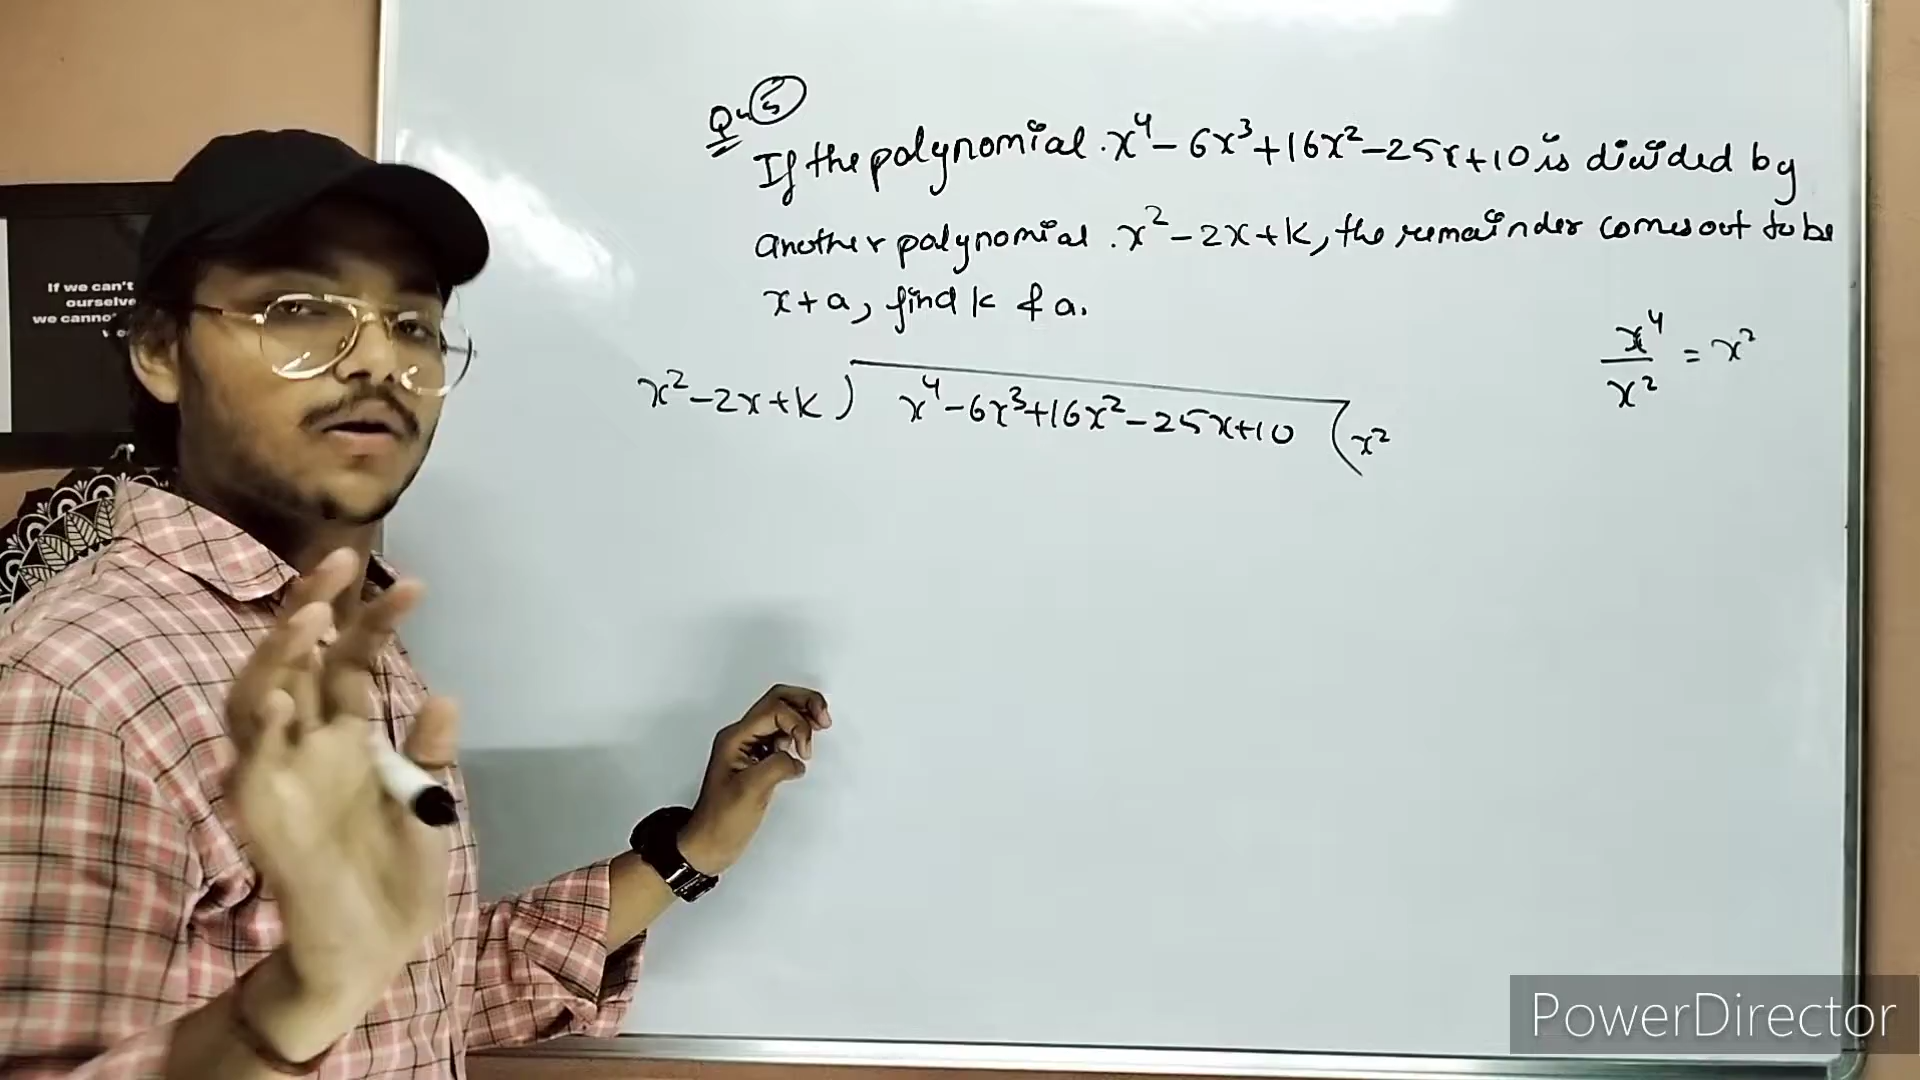 Q. 5
If the polynomial x⁴ - 6x³ + 16x² - 25x + 10 is divided by
another polynomial x² - 2x + k, the remainder comes out to be
x + a, find k & a.
x⁴/x² = x²
x² - 2x + k ) x⁴ - 6x³ + 16x² - 25x + 10 ( x²
If we can't
ourselve
we canno
PowerDirector